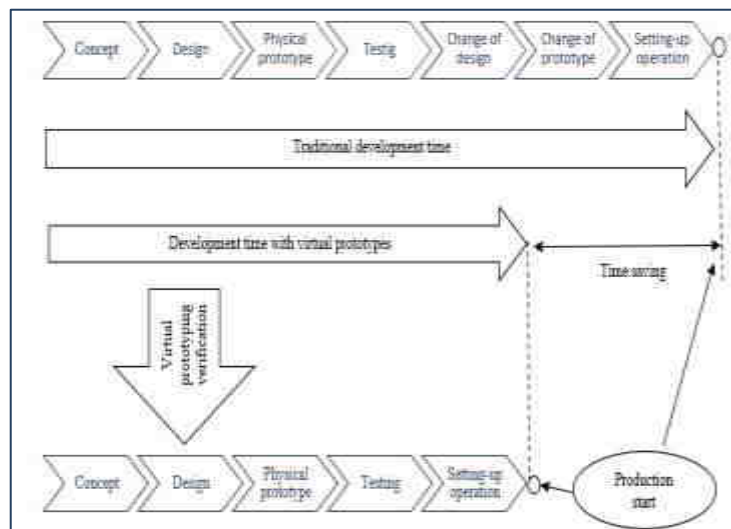 Concept
Design
Physical
prototype
Testig
Change of
design
Change of
prototype
Setting-up
operation
Traditional development time
Development time with virtual prototypes
Time saving
Virtual
prototyping
verification
Concept
Design
Physical
prototype
Testing
Setting-up
operation
Production
start